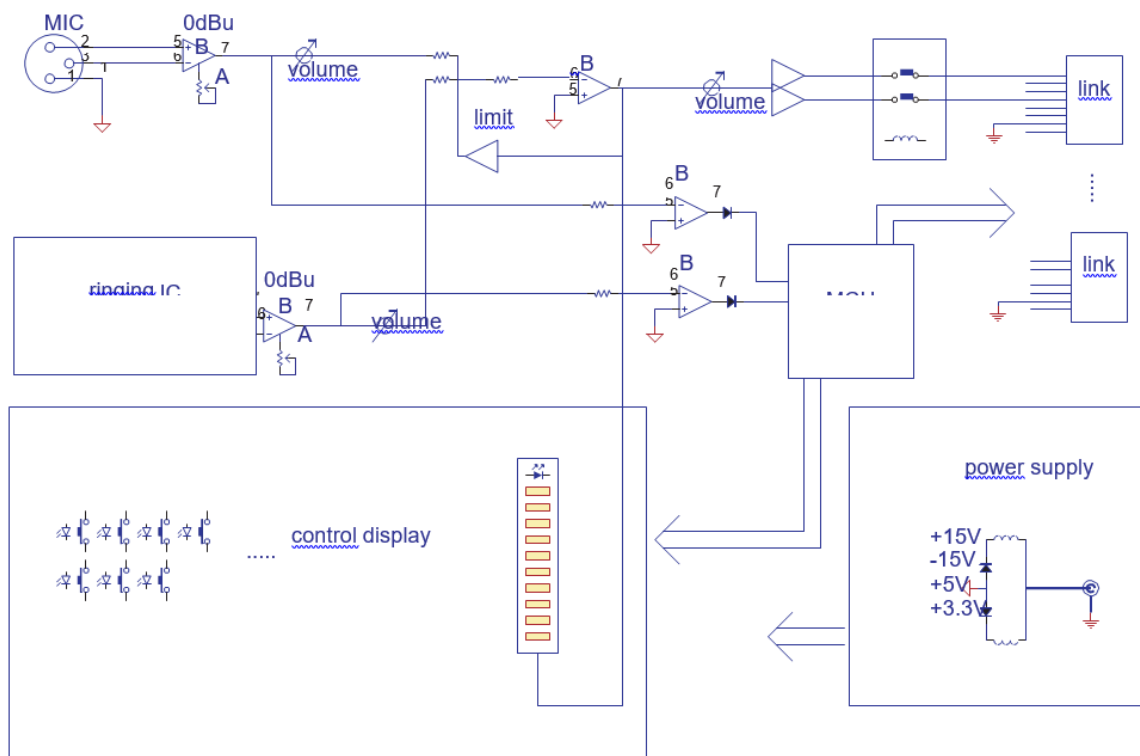 MIC
0dBu
2
5
B
7
3
6
1
A
volume
B
6
7
5
volume
limit
link
B
6
7
5
ringing IC
0dBu
B
7
6
A
volume
B
6
7
5
MCU
link
power supply
control display
.....
+15V
-15V
+5V
+3.3V